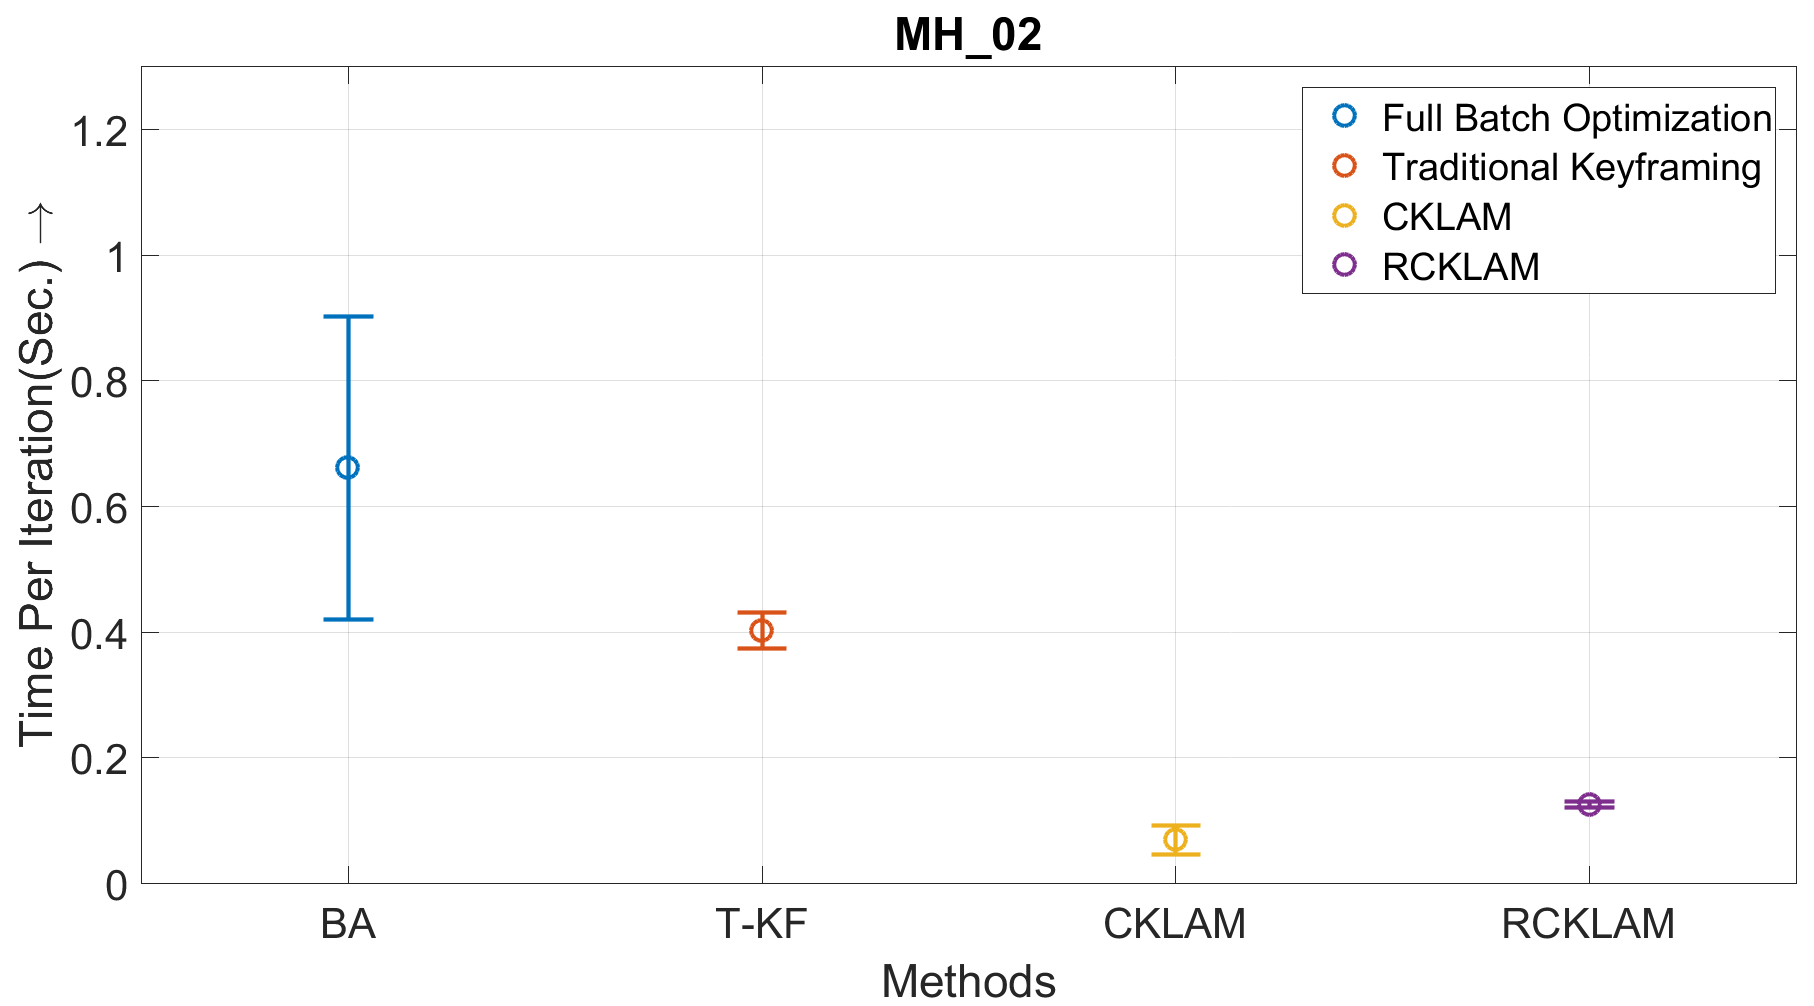 MH_02
Full Batch Optimization
Traditional Keyframing
CKLAM
RCKLAM
Time Per Iteration(Sec.) →
1.2
1
0.8
0.6
0.4
0.2
0
BA
T-KF
CKLAM
RCKLAM
Methods